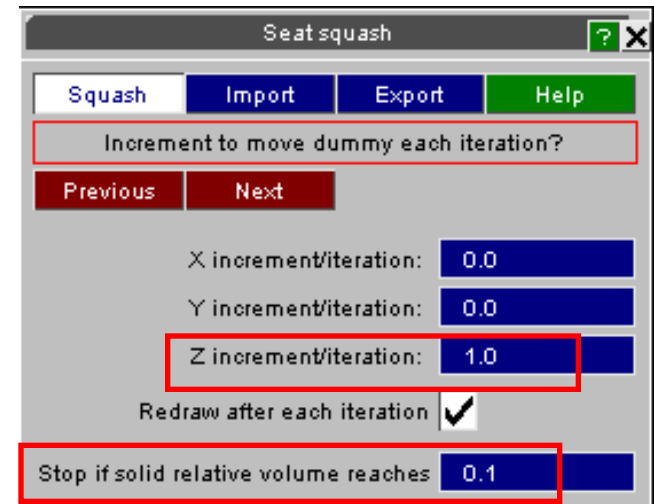 Seat squash ? X
Squash Import Export Help
Increment to move dummy each iteration?
Previous Next
X increment/iteration: 0.0
Y increment/iteration: 0.0
Z increment/iteration: 1.0
Redraw after each iteration
Stop if solid relative volume reaches 0.1